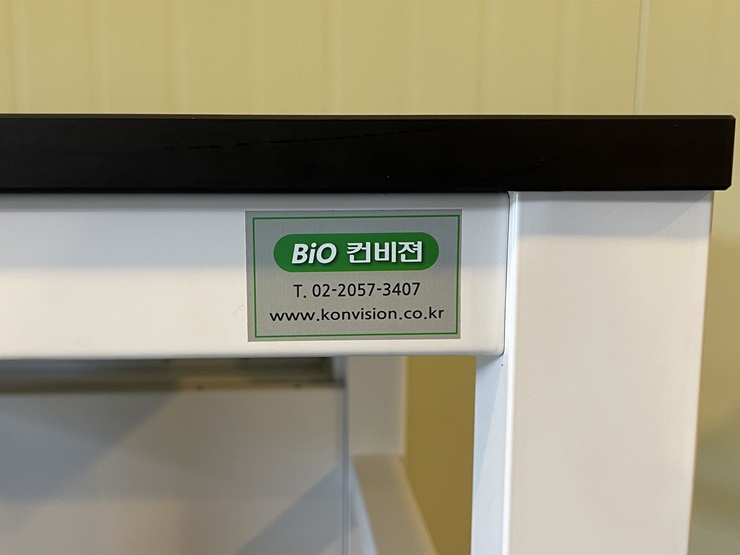 BiO 컨비젼
T. 02-2057-3407
www.konvision.co.kr